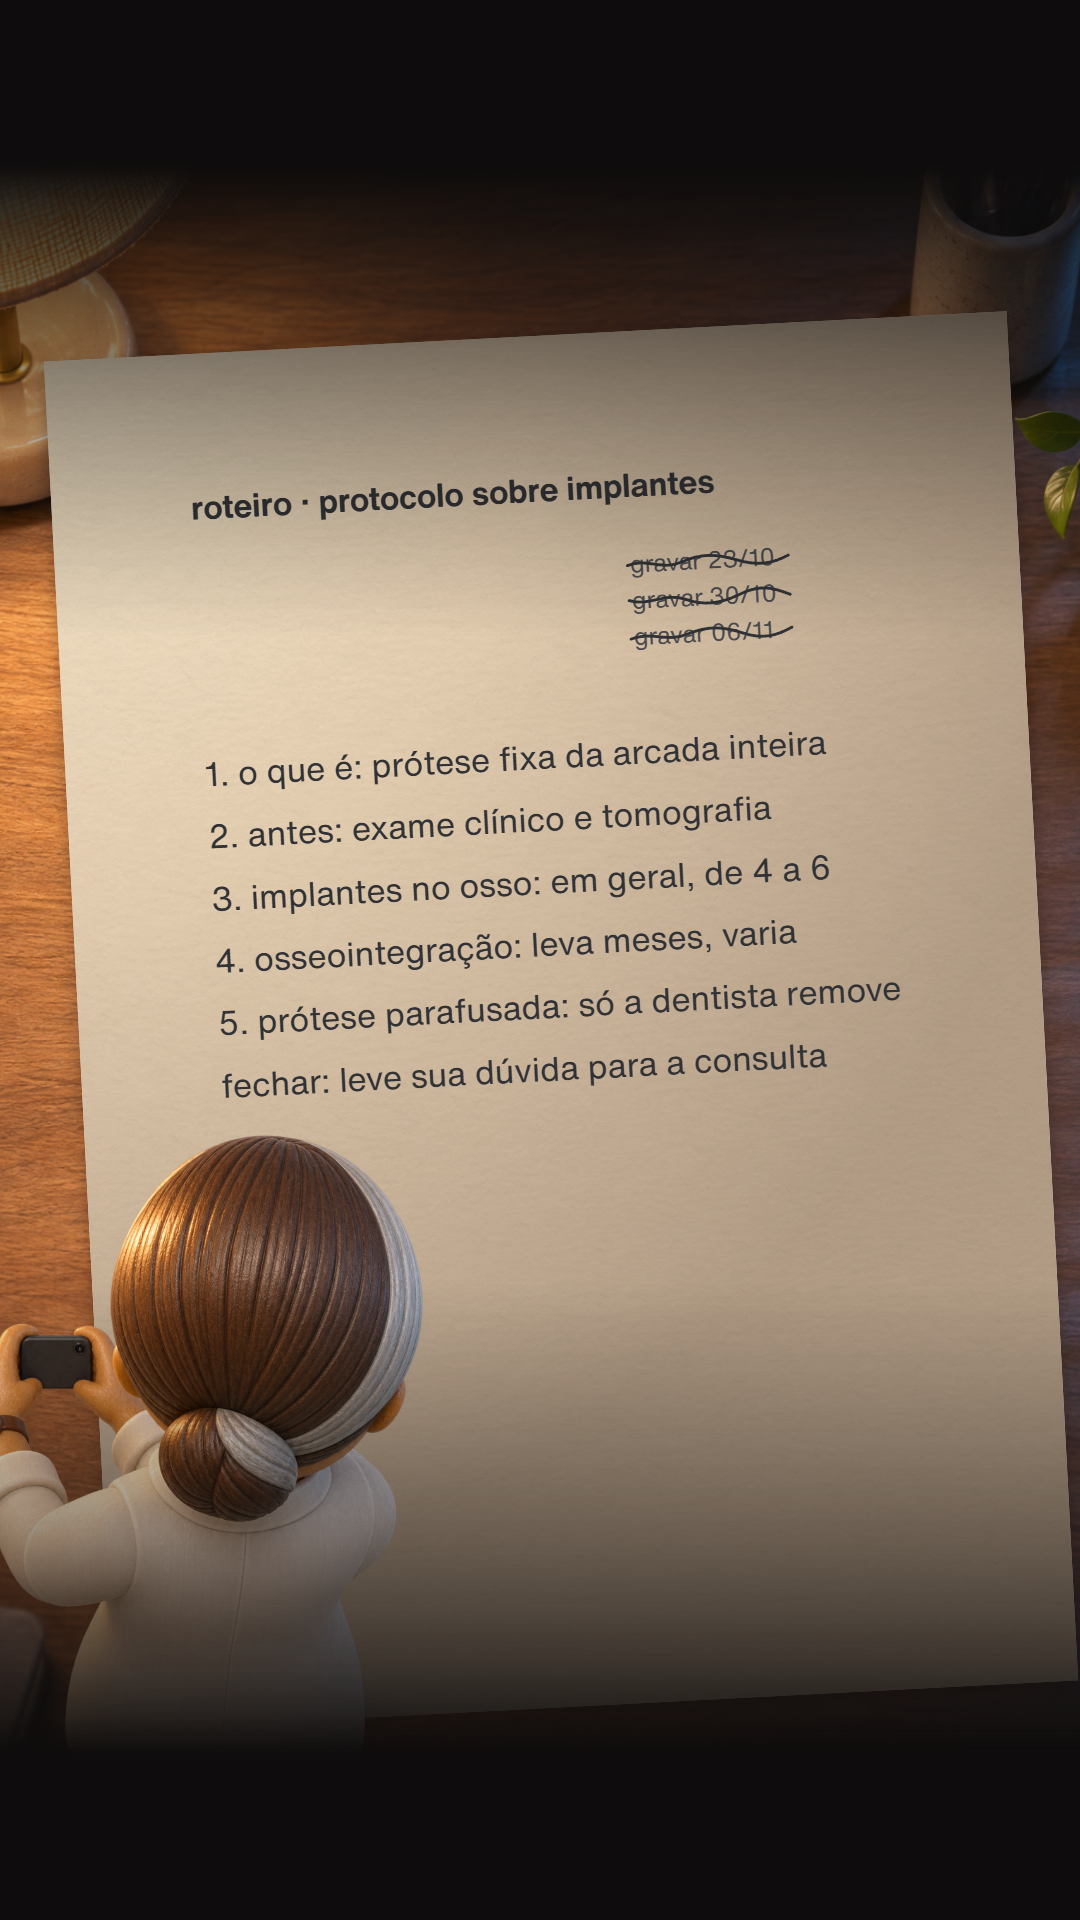 roteiro · protocolo sobre implantes
gravar 23/10
gravar 30/10
gravar 06/11
1. o que é: prótese fixa da arcada inteira
2. antes: exame clínico e tomografia
3. implantes no osso: em geral, de 4 a 6
4. osseointegração: leva meses, varia
5. prótese parafusada: só a dentista remove
fechar: leve sua dúvida para a consulta